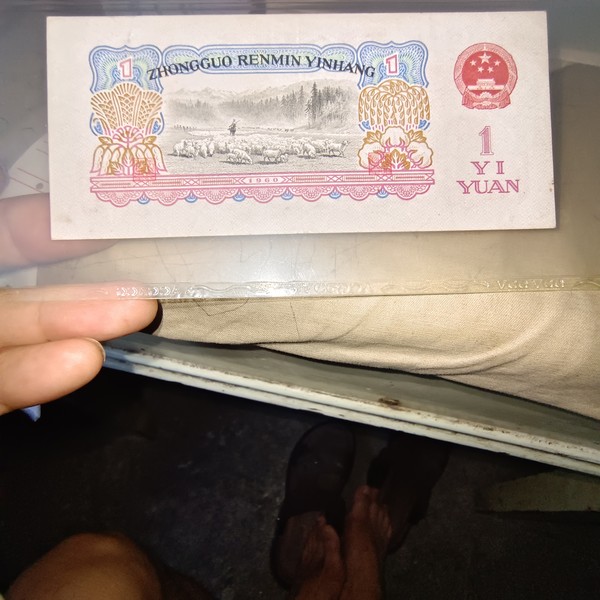 1
ZHONGGUO RENMIN YINHANG
1
1960
1
YI
YUAN